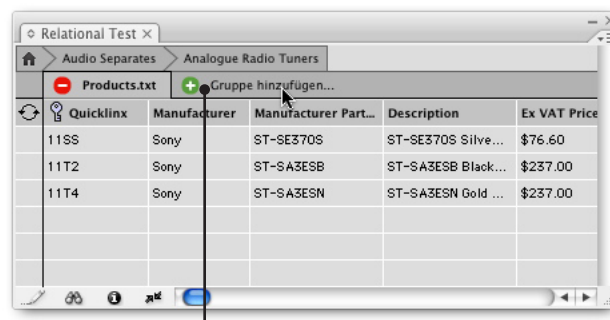 Relational Test
Audio Separates Analogue Radio Tuners
Products.txt Gruppe hinzufügen...
Quicklinx Manufacturer Manufacturer Part... Description Ex VAT Price
11SS Sony ST-SE370S ST-SE370S Silve... $76.60
11T2 Sony ST-SA3ESB ST-SA3ESB Black... $237.00
11T4 Sony ST-SA3ESN ST-SA3ESN Gold ... $237.00